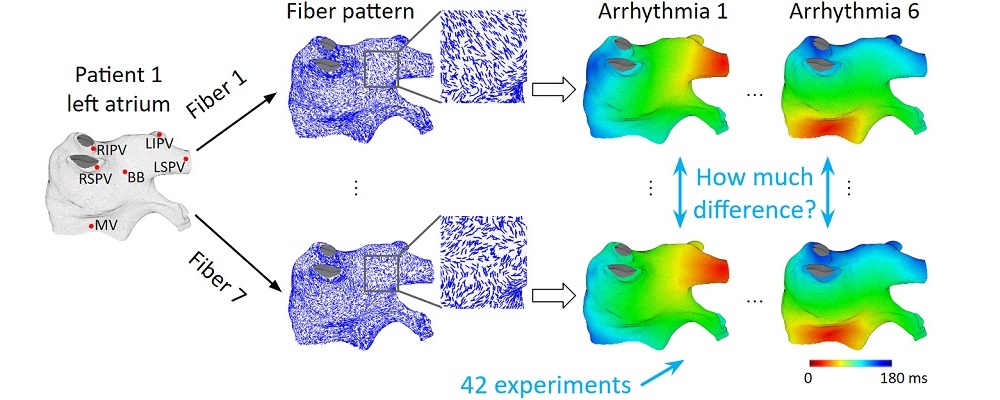 Fiber pattern
Arrhythmia 1
Arrhythmia 6
Patient 1
left atrium
Fiber 1
LIPV
RIPV
LSPV
RSPV
BB
MV
...
How much
difference?
Fiber 7
...
42 experiments
0
180 ms